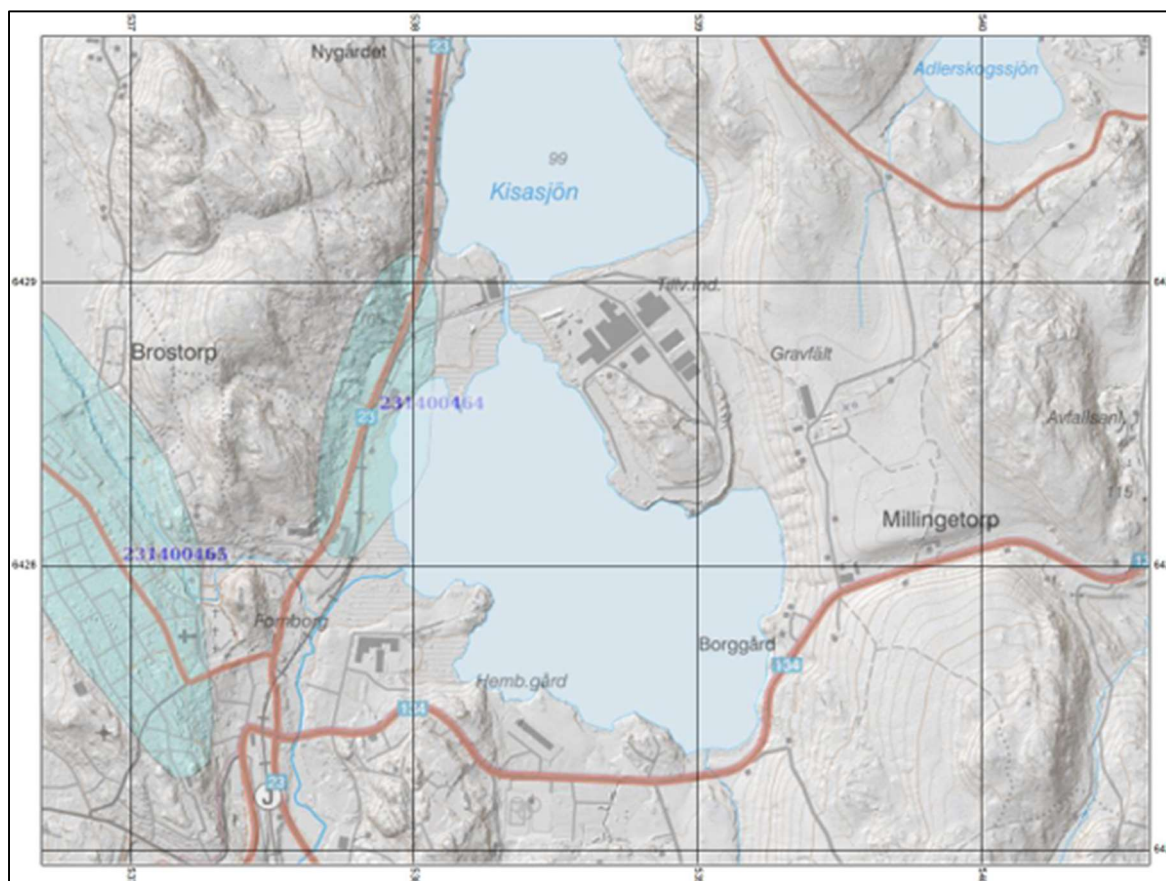 537
538
539
540
Nygårdet
23
Adlerskogssjön
99
Kisasjön
6429
Tillv.ind.
Brostorp
Gravfält
231400464
23
Avfallsanl.
115
Millingetorp
231400465
6428
Fornborg
Borggård
134
Hemb.gård
134
23
J